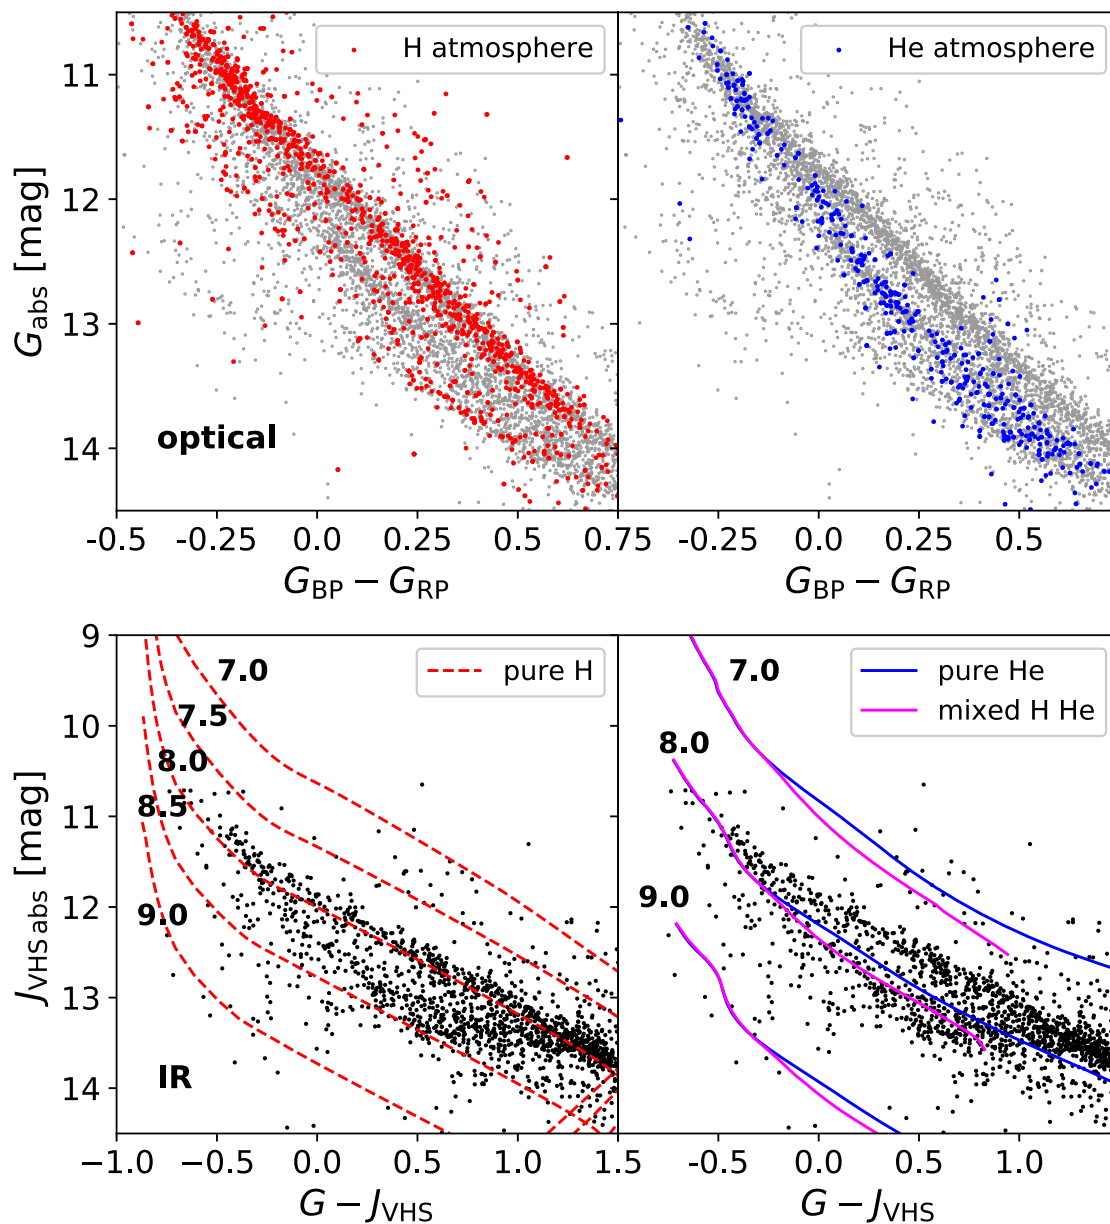 H atmosphere
He atmosphere
11
12
13
14
G_abs [mag]
optical
-0.5 -0.25 0.0 0.25 0.5 0.75
-0.25 0.0 0.25 0.5
G_BP − G_RP
G_BP − G_RP
pure H
7.0
7.5
8.0
8.5
9.0
IR
pure He
mixed H He
7.0
8.0
9.0
9
10
11
12
13
14
J_VHS abs [mag]
−1.0 -0.5 0.0 0.5 1.0 1.5
-0.5 0.0 0.5 1.0
G − J_VHS
G − J_VHS